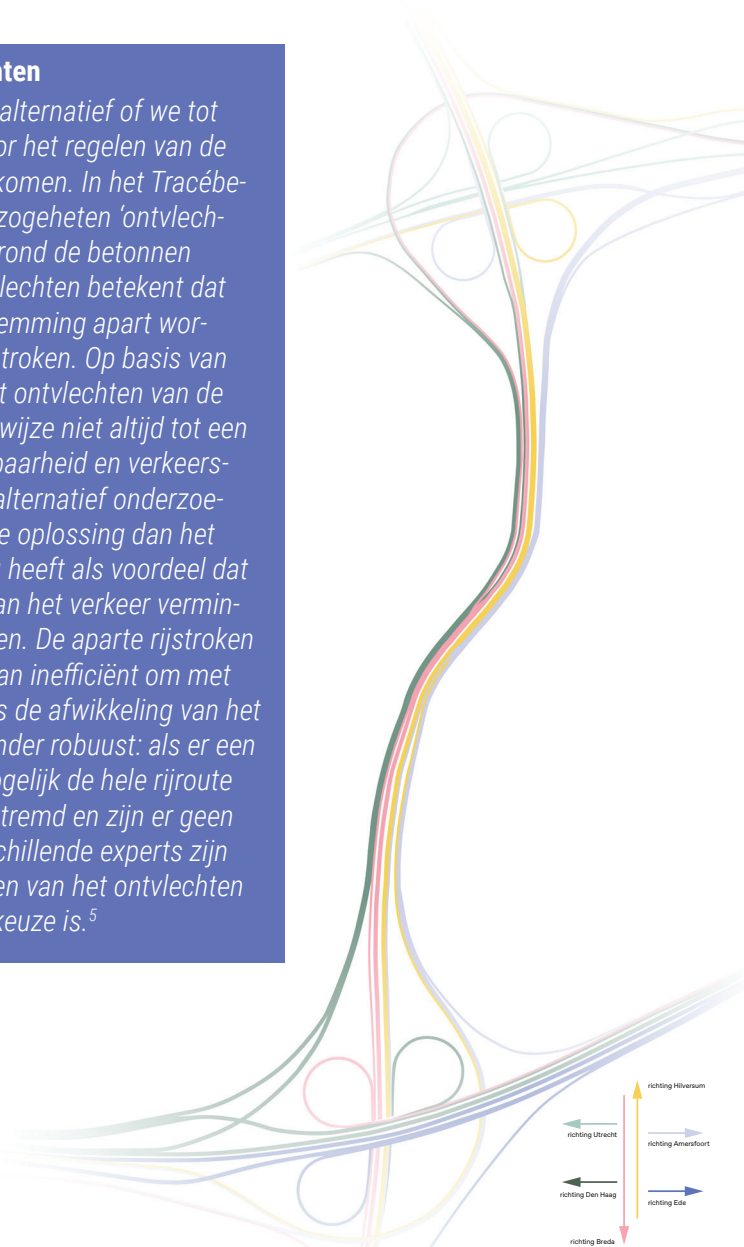 nten
alternatief of we tot
or het regelen van de
komen. In het Tracébe-
zogeheten ‘ontvlech-
rond de betonnen
lechten betekent dat
emming apart wor-
troken. Op basis van
t ontvlechten van de
wijze niet altijd tot een
baarheid en verkeers-
alternatief onderzoe-
e oplossing dan het
heeft als voordeel dat
an het verkeer vermin-
en. De aparte rijstroken
an inefficiënt om met
s de afwikkeling van het
nder robuust: als er een
ogelijk de hele rijroute
tremd en zijn er geen
chillende experts zijn
en van het ontvlechten
keuze is.5
richting Hilversum
richting Utrecht
richting Amersfoort
richting Den Haag
richting Ede
richting Breda